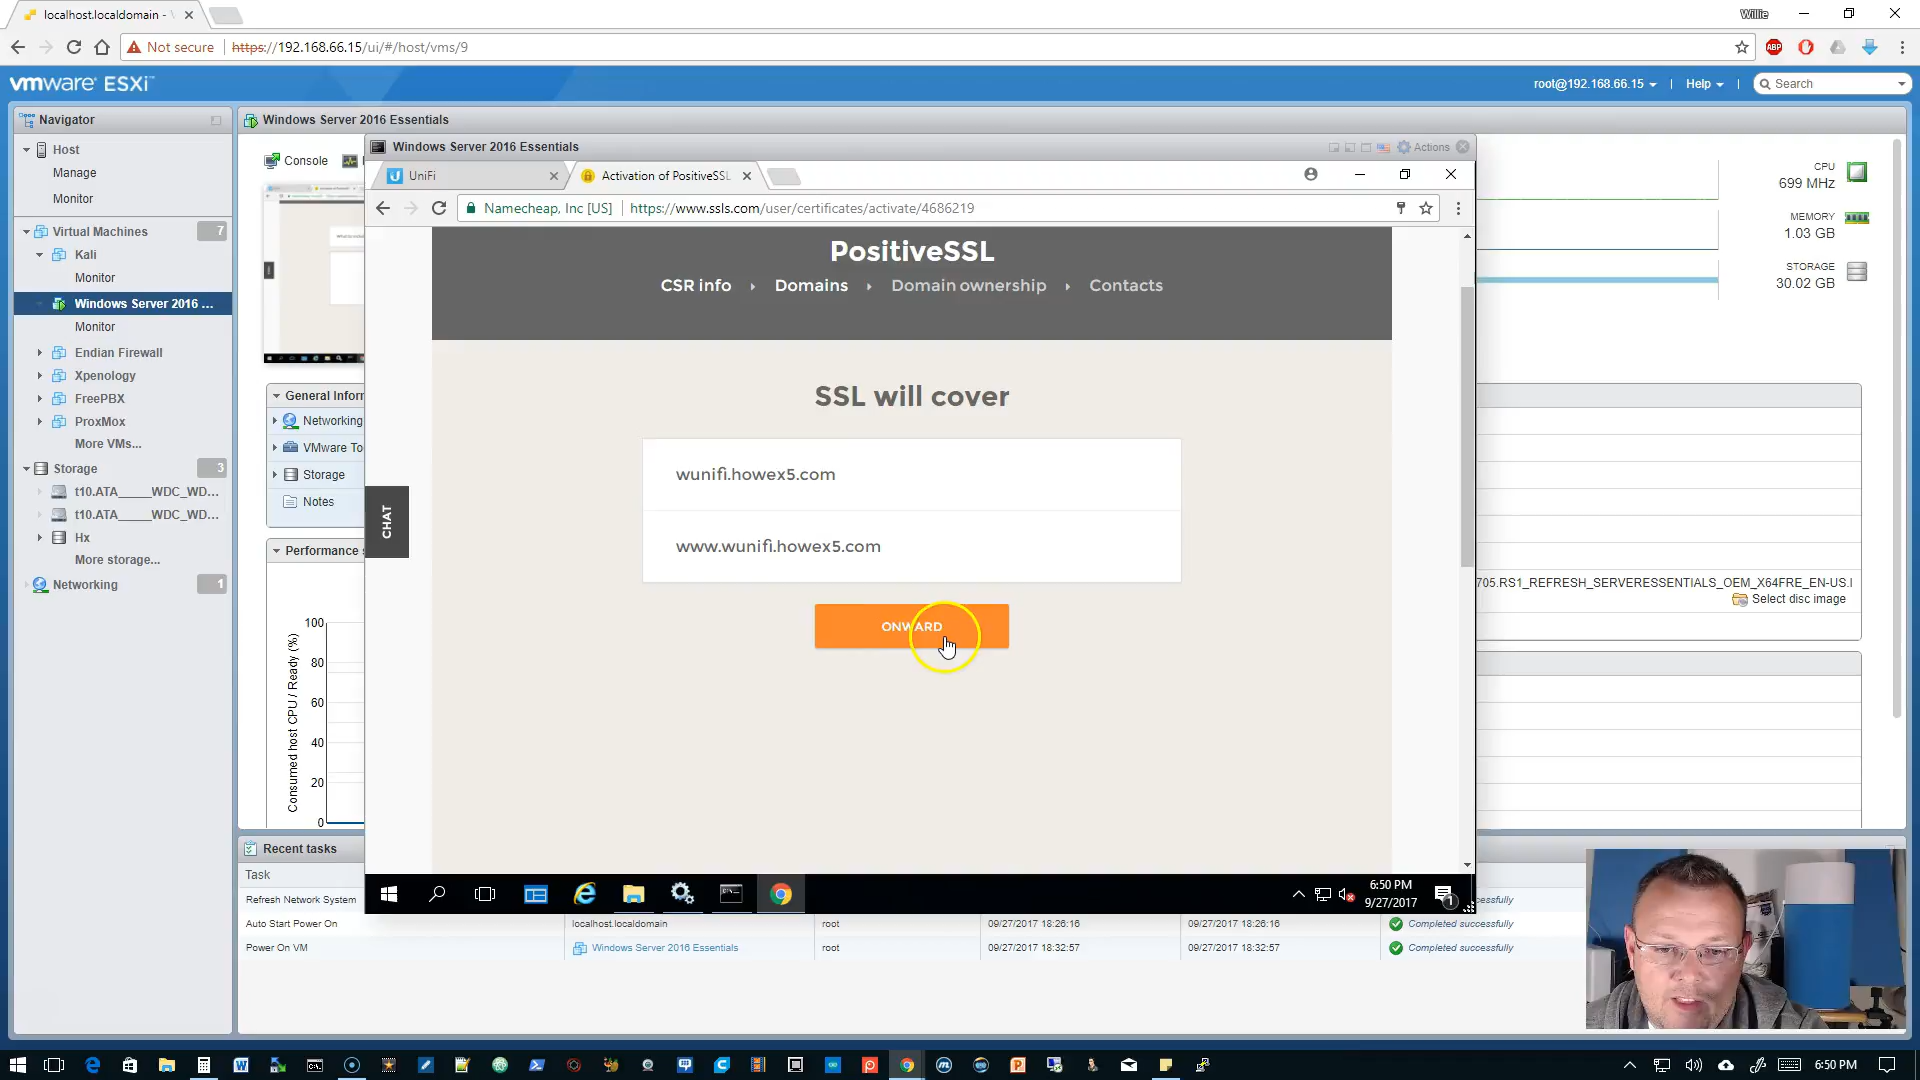 localhost.localdomain -
Willie
Not secure
https://192.168.66.15/ui/#/host/vms/9
ABP
vmware ESXi
root@192.168.66.15
Help
Search
Navigator
Host
Manage
Monitor
Virtual Machines
7
Kali
Monitor
Windows Server 2016 ...
Monitor
Endian Firewall
Xpenology
FreePBX
ProxMox
More VMs...
Storage
3
t10.ATA_____WDC_WD...
t10.ATA_____WDC_WD...
Hx
More storage...
Networking
1
Windows Server 2016 Essentials
Console
General Inforn
Networking
VMware To
Storage
Notes
Performance s
Consumed host CPU / Ready (%)
100
80
60
40
20
0
Windows Server 2016 Essentials
Actions
UniFi
Activation of PositiveSSL
Namecheap, Inc [US]
https://www.ssls.com/user/certificates/activate/4686219
PositiveSSL
CSR info
Domains
Domain ownership
Contacts
SSL will cover
wunifi.howex5.com
www.wunifi.howex5.com
ONWARD
CHAT
6:50 PM
9/27/2017
1
CPU
699 MHz
MEMORY
1.03 GB
STORAGE
30.02 GB
705.RS1_REFRESH_SERVERESSENTIALS_OEM_X64FRE_EN-US.I
Select disc image
Recent tasks
Task
Refresh Network System
ssfully
Auto Start Power On
localhost.localdomain
root
09/27/2017 18:26:16
09/27/2017 18:26:16
Completed successfully
Power On VM
Windows Server 2016 Essentials
root
09/27/2017 18:32:57
09/27/2017 18:32:57
Completed successfully
6:50 PM